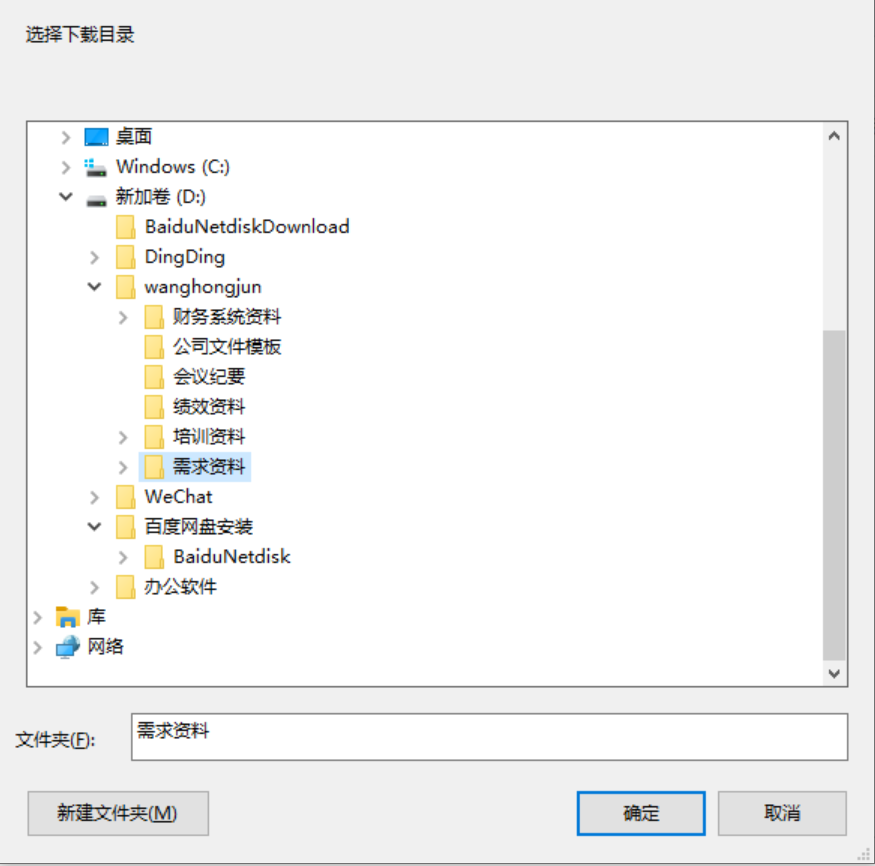 选择下载目录
桌面
Windows (C:)
新加卷 (D:)
BaiduNetdiskDownload
DingDing
wanghongjun
财务系统资料
公司文件模板
会议纪要
绩效资料
培训资料
需求资料
WeChat
百度网盘安装
BaiduNetdisk
办公软件
库
网络
文件夹(F): 需求资料
新建文件夹(M) 确定 取消